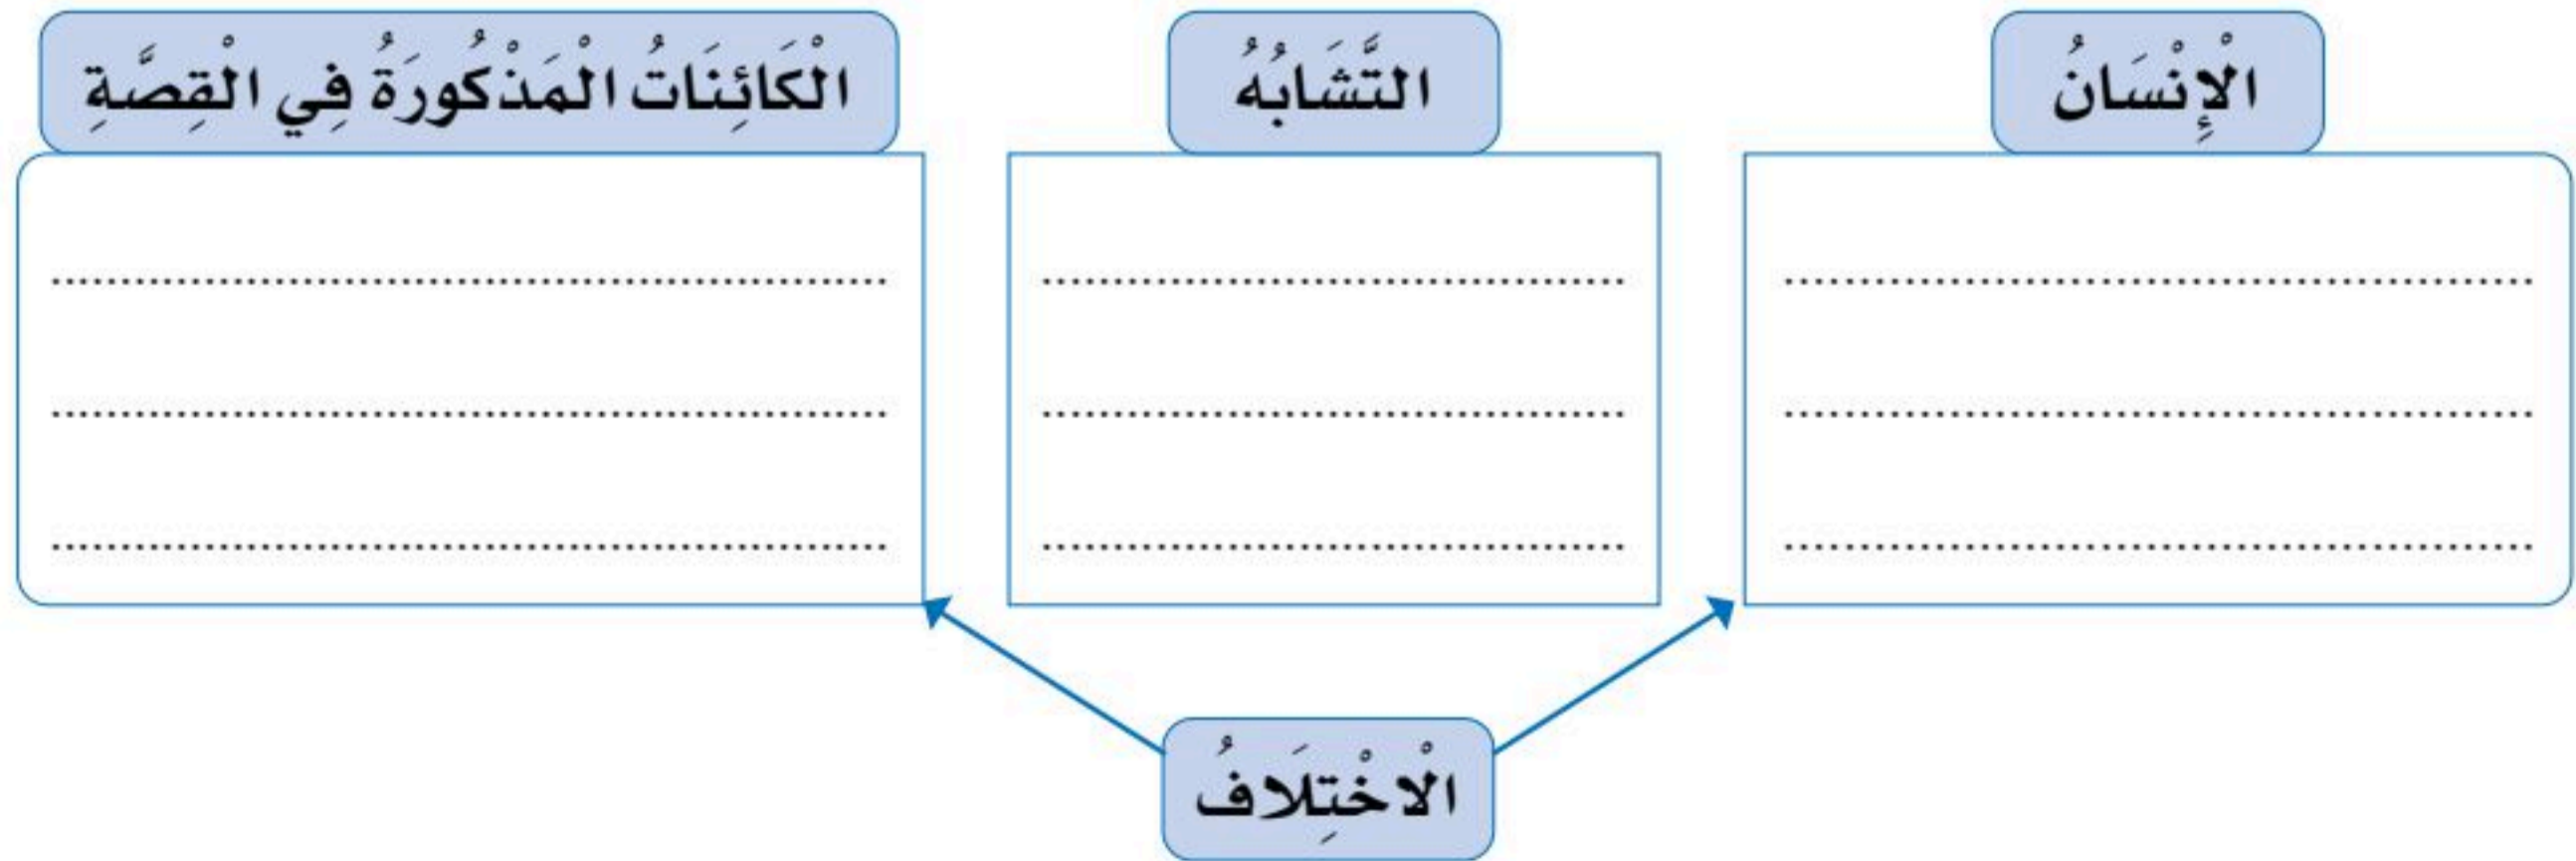 الْإِنْسَانُ
التَّشَابُهُ
الْكَائِنَاتُ الْمَذْكُورَةُ فِي الْقِصَّةِ
الْاخْتِلَافُ